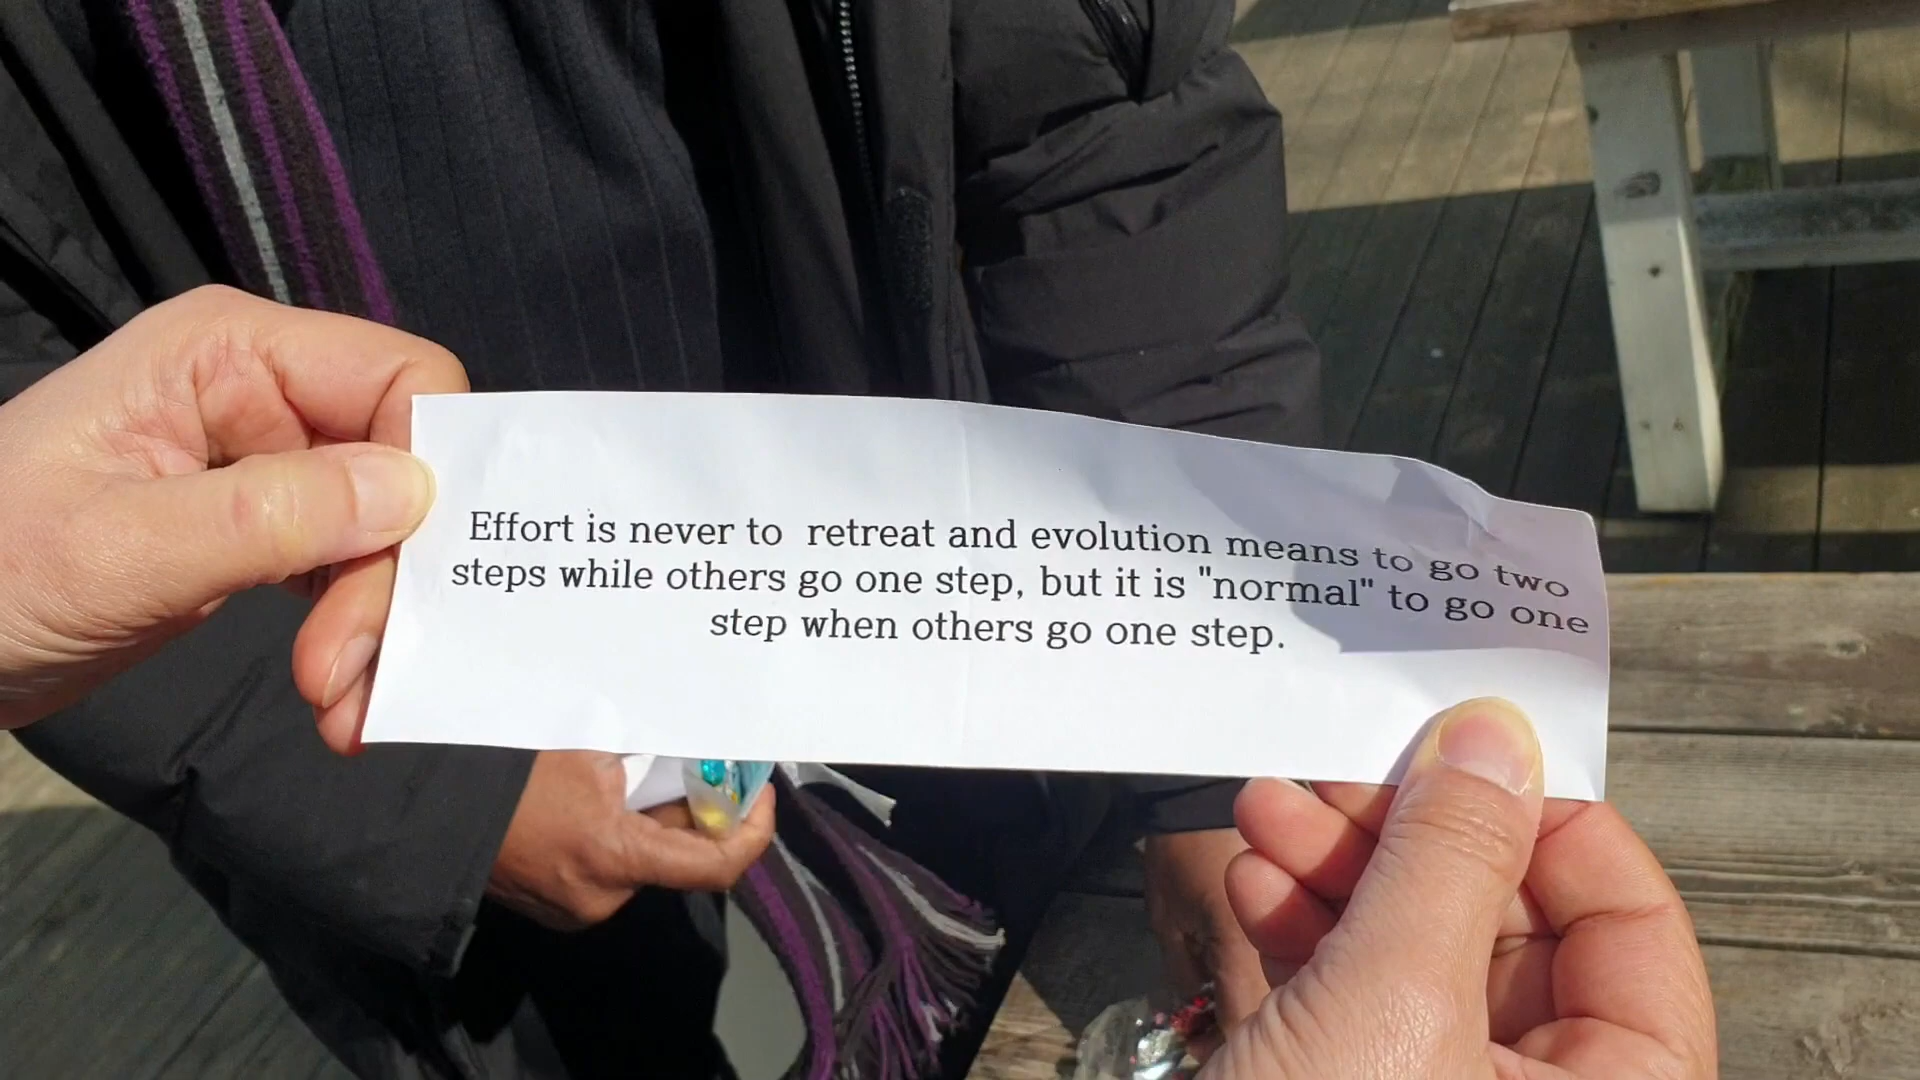 Effort is never to  retreat and evolution means to go two
steps while others go one step, but it is "normal" to go one
step when others go one step.